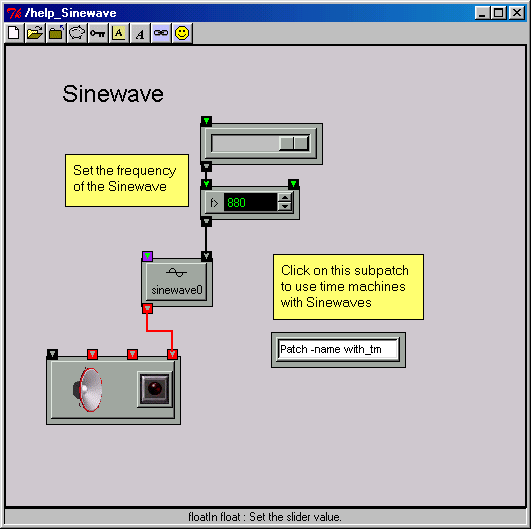 /help_Sinewave
A A
Sinewave
Set the frequency
of the Sinewave
f> 880
sinewave0
Click on this subpatch
to use time machines
with Sinewaves
Patch -name with_tm
floatIn float : Set the slider value.